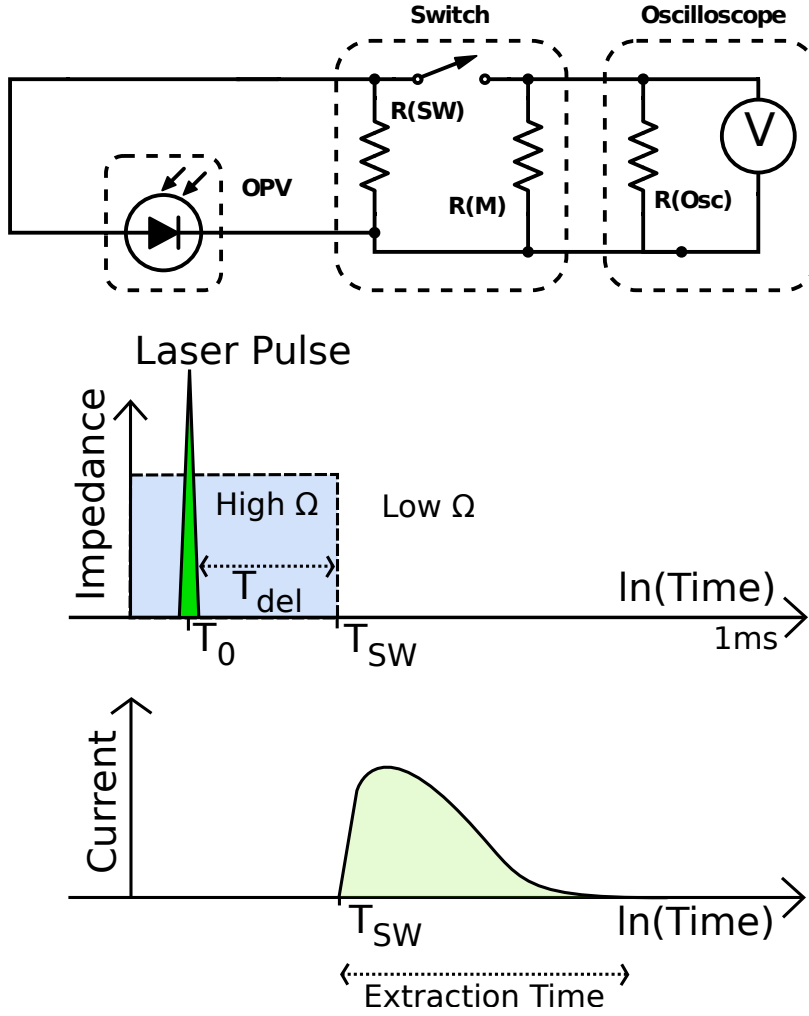 Switch
Oscilloscope
R(SW)
OPV
R(M)
R(Osc)
V
Laser Pulse
Impedance
High Ω
Low Ω
T_del
ln(Time)
T_0
T_SW
1ms
Current
T_SW
ln(Time)
Extraction Time